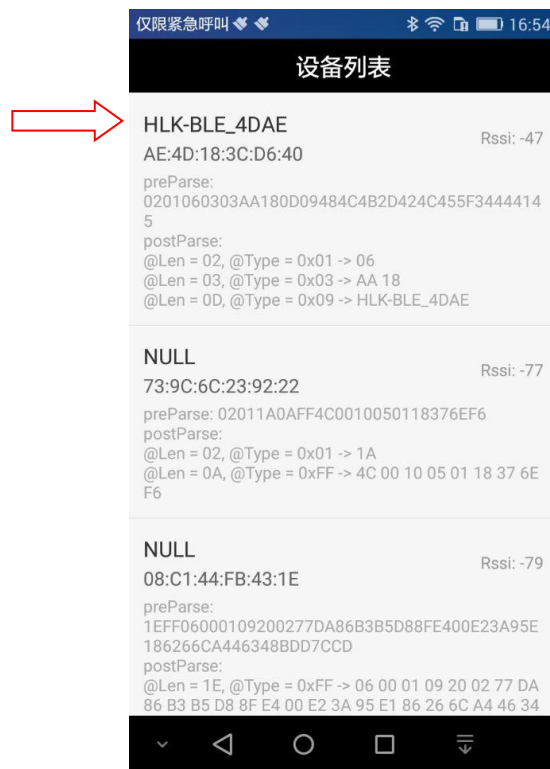 仅限紧急呼叫
16:54
设备列表
HLK-BLE_4DAE
Rssi: -47
AE:4D:18:3C:D6:40
preParse:
0201060303AA180D09484C4B2D424C455F3444414
5
postParse:
@Len = 02, @Type = 0x01 -> 06
@Len = 03, @Type = 0x03 -> AA 18
@Len = 0D, @Type = 0x09 -> HLK-BLE_4DAE
NULL
Rssi: -77
73:9C:6C:23:92:22
preParse: 02011A0AFF4C0010050118376EF6
postParse:
@Len = 02, @Type = 0x01 -> 1A
@Len = 0A, @Type = 0xFF -> 4C 00 10 05 01 18 37 6E
F6
NULL
Rssi: -79
08:C1:44:FB:43:1E
preParse:
1EFF06000109200277DA86B3B5D88FE400E23A95E
186266CA446348BDD7CCD
postParse:
@Len = 1E, @Type = 0xFF -> 06 00 01 09 20 02 77 DA
86 B3 B5 D8 8F E4 00 E2 3A 95 E1 86 26 6C A4 46 34